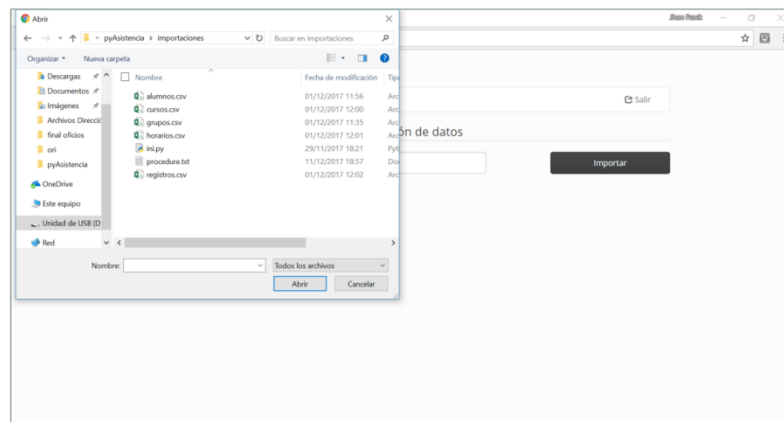 Abrir
Jhan Frank
pyAsistencia > importaciones
Buscar en importaciones
Organizar
Nueva carpeta
Descargas
Documentos
Imágenes
Archivos Direcció
final oficios
ori
pyAsistencia
OneDrive
Este equipo
Unidad de USB (D
Red
Nombre
Fecha de modificación
Tip
alumnos.csv
01/12/2017 11:56
Arc
cursos.csv
01/12/2017 12:00
Arc
grupos.csv
01/12/2017 11:35
Arc
horarios.csv
01/12/2017 12:01
Arc
ini.py
29/11/2017 18:21
Pyt
procedure.txt
11/12/2017 18:57
Doc
registros.csv
01/12/2017 12:02
Arc
Nombre:
Todos los archivos
Abrir
Cancelar
Salir
ón de datos
Importar